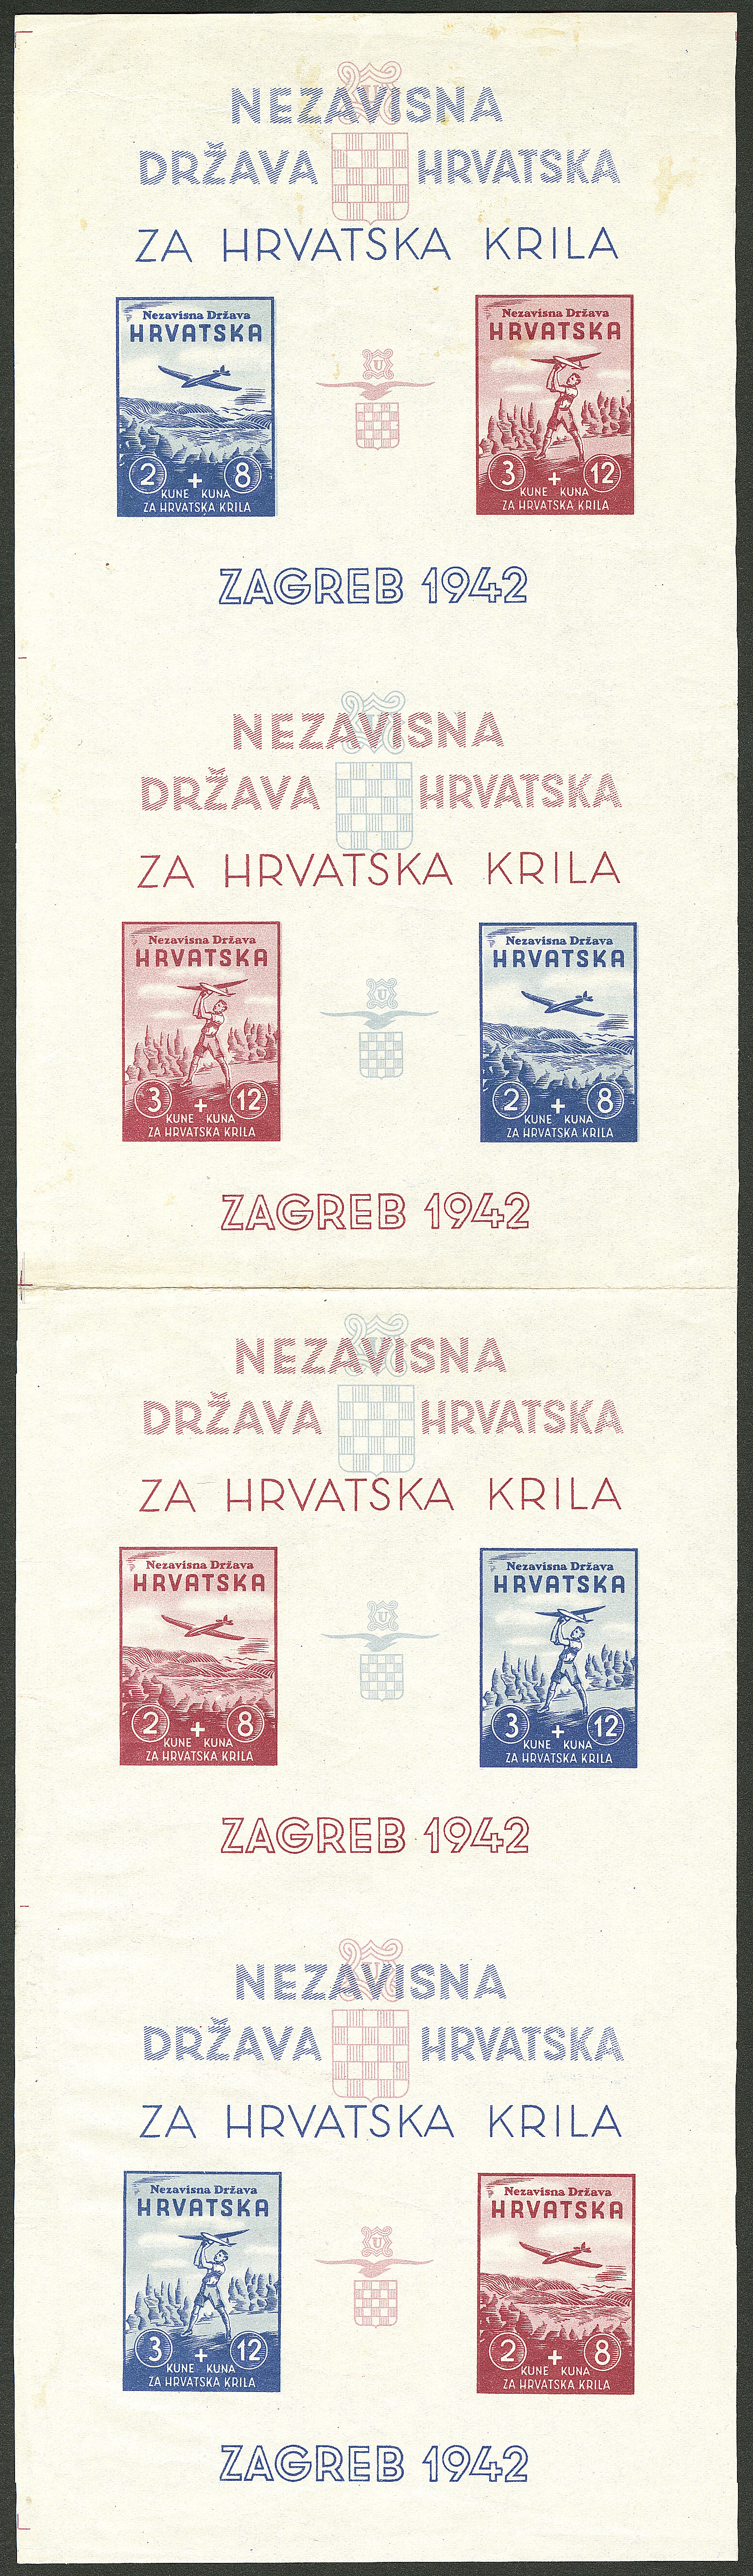 U
NEZAVISNA
DRŽAVA HRVATSKA
ZA HRVATSKA KRILA
Nezavisna Država
HRVATSKA
2 + 8
KUNE KUNA
ZA HRVATSKA KRILA
U
Nezavisna Država
HRVATSKA
3 + 12
KUNE KUNA
ZA HRVATSKA KRILA
ZAGREB 1942
U
NEZAVISNA
DRŽAVA HRVATSKA
ZA HRVATSKA KRILA
Nezavisna Država
HRVATSKA
3 + 12
KUNE KUNA
ZA HRVATSKA KRILA
U
Nezavisna Država
HRVATSKA
2 + 8
KUNE KUNA
ZA HRVATSKA KRILA
ZAGREB 1942
U
NEZAVISNA
DRŽAVA HRVATSKA
ZA HRVATSKA KRILA
Nezavisna Država
HRVATSKA
2 + 8
KUNE KUNA
ZA HRVATSKA KRILA
U
Nezavisna Država
HRVATSKA
3 + 12
KUNE KUNA
ZA HRVATSKA KRILA
ZAGREB 1942
U
NEZAVISNA
DRŽAVA HRVATSKA
ZA HRVATSKA KRILA
Nezavisna Država
HRVATSKA
3 + 12
KUNE KUNA
ZA HRVATSKA KRILA
U
Nezavisna Država
HRVATSKA
2 + 8
KUNE KUNA
ZA HRVATSKA KRILA
ZAGREB 1942